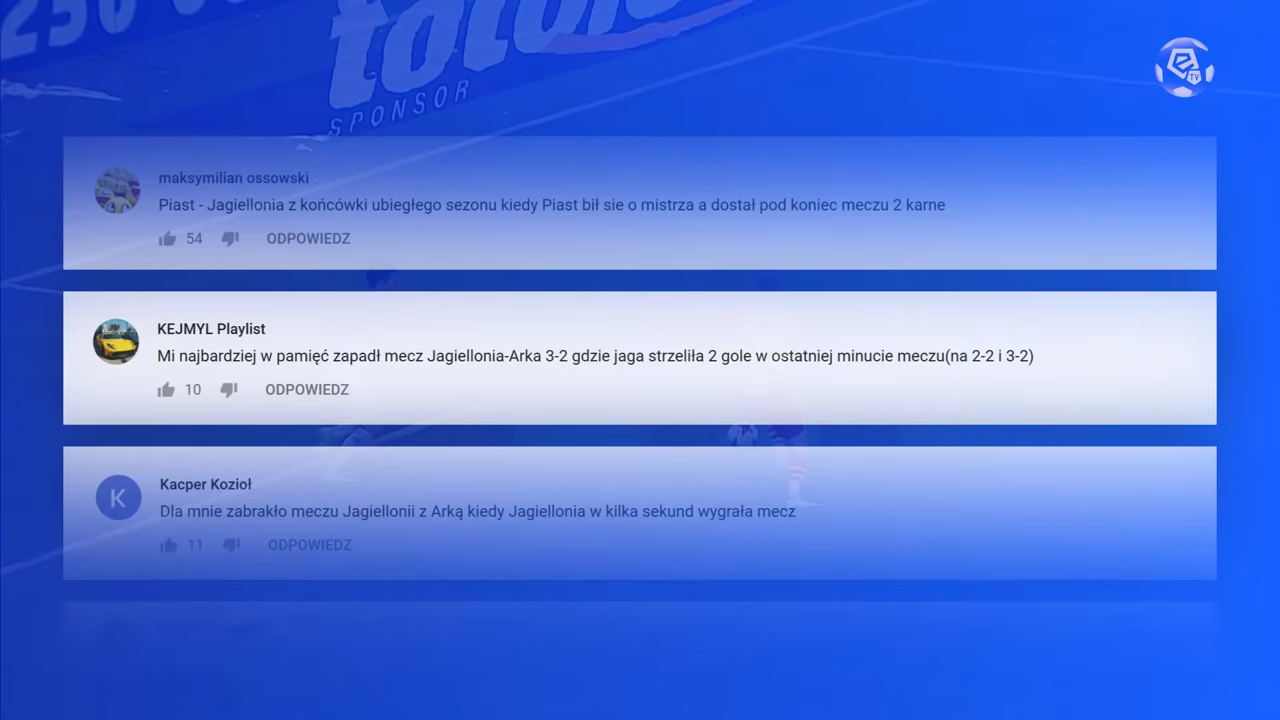 250
SPONSOR
TV
maksymilian ossowski
Piast - Jagiellonia z końcówki ubiegłego sezonu kiedy Piast bił sie o mistrza a dostał pod koniec meczu 2 karne
54 ODPOWIEDZ
KEJMYL Playlist
Mi najbardziej w pamięć zapadł mecz Jagiellonia-Arka 3-2 gdzie jaga strzeliła 2 gole w ostatniej minucie meczu(na 2-2 i 3-2)
10 ODPOWIEDZ
K
Kacper Kozioł
Dla mnie zabrakło meczu Jagiellonii z Arką kiedy Jagiellonia w kilka sekund wygrała mecz
11 ODPOWIEDZ